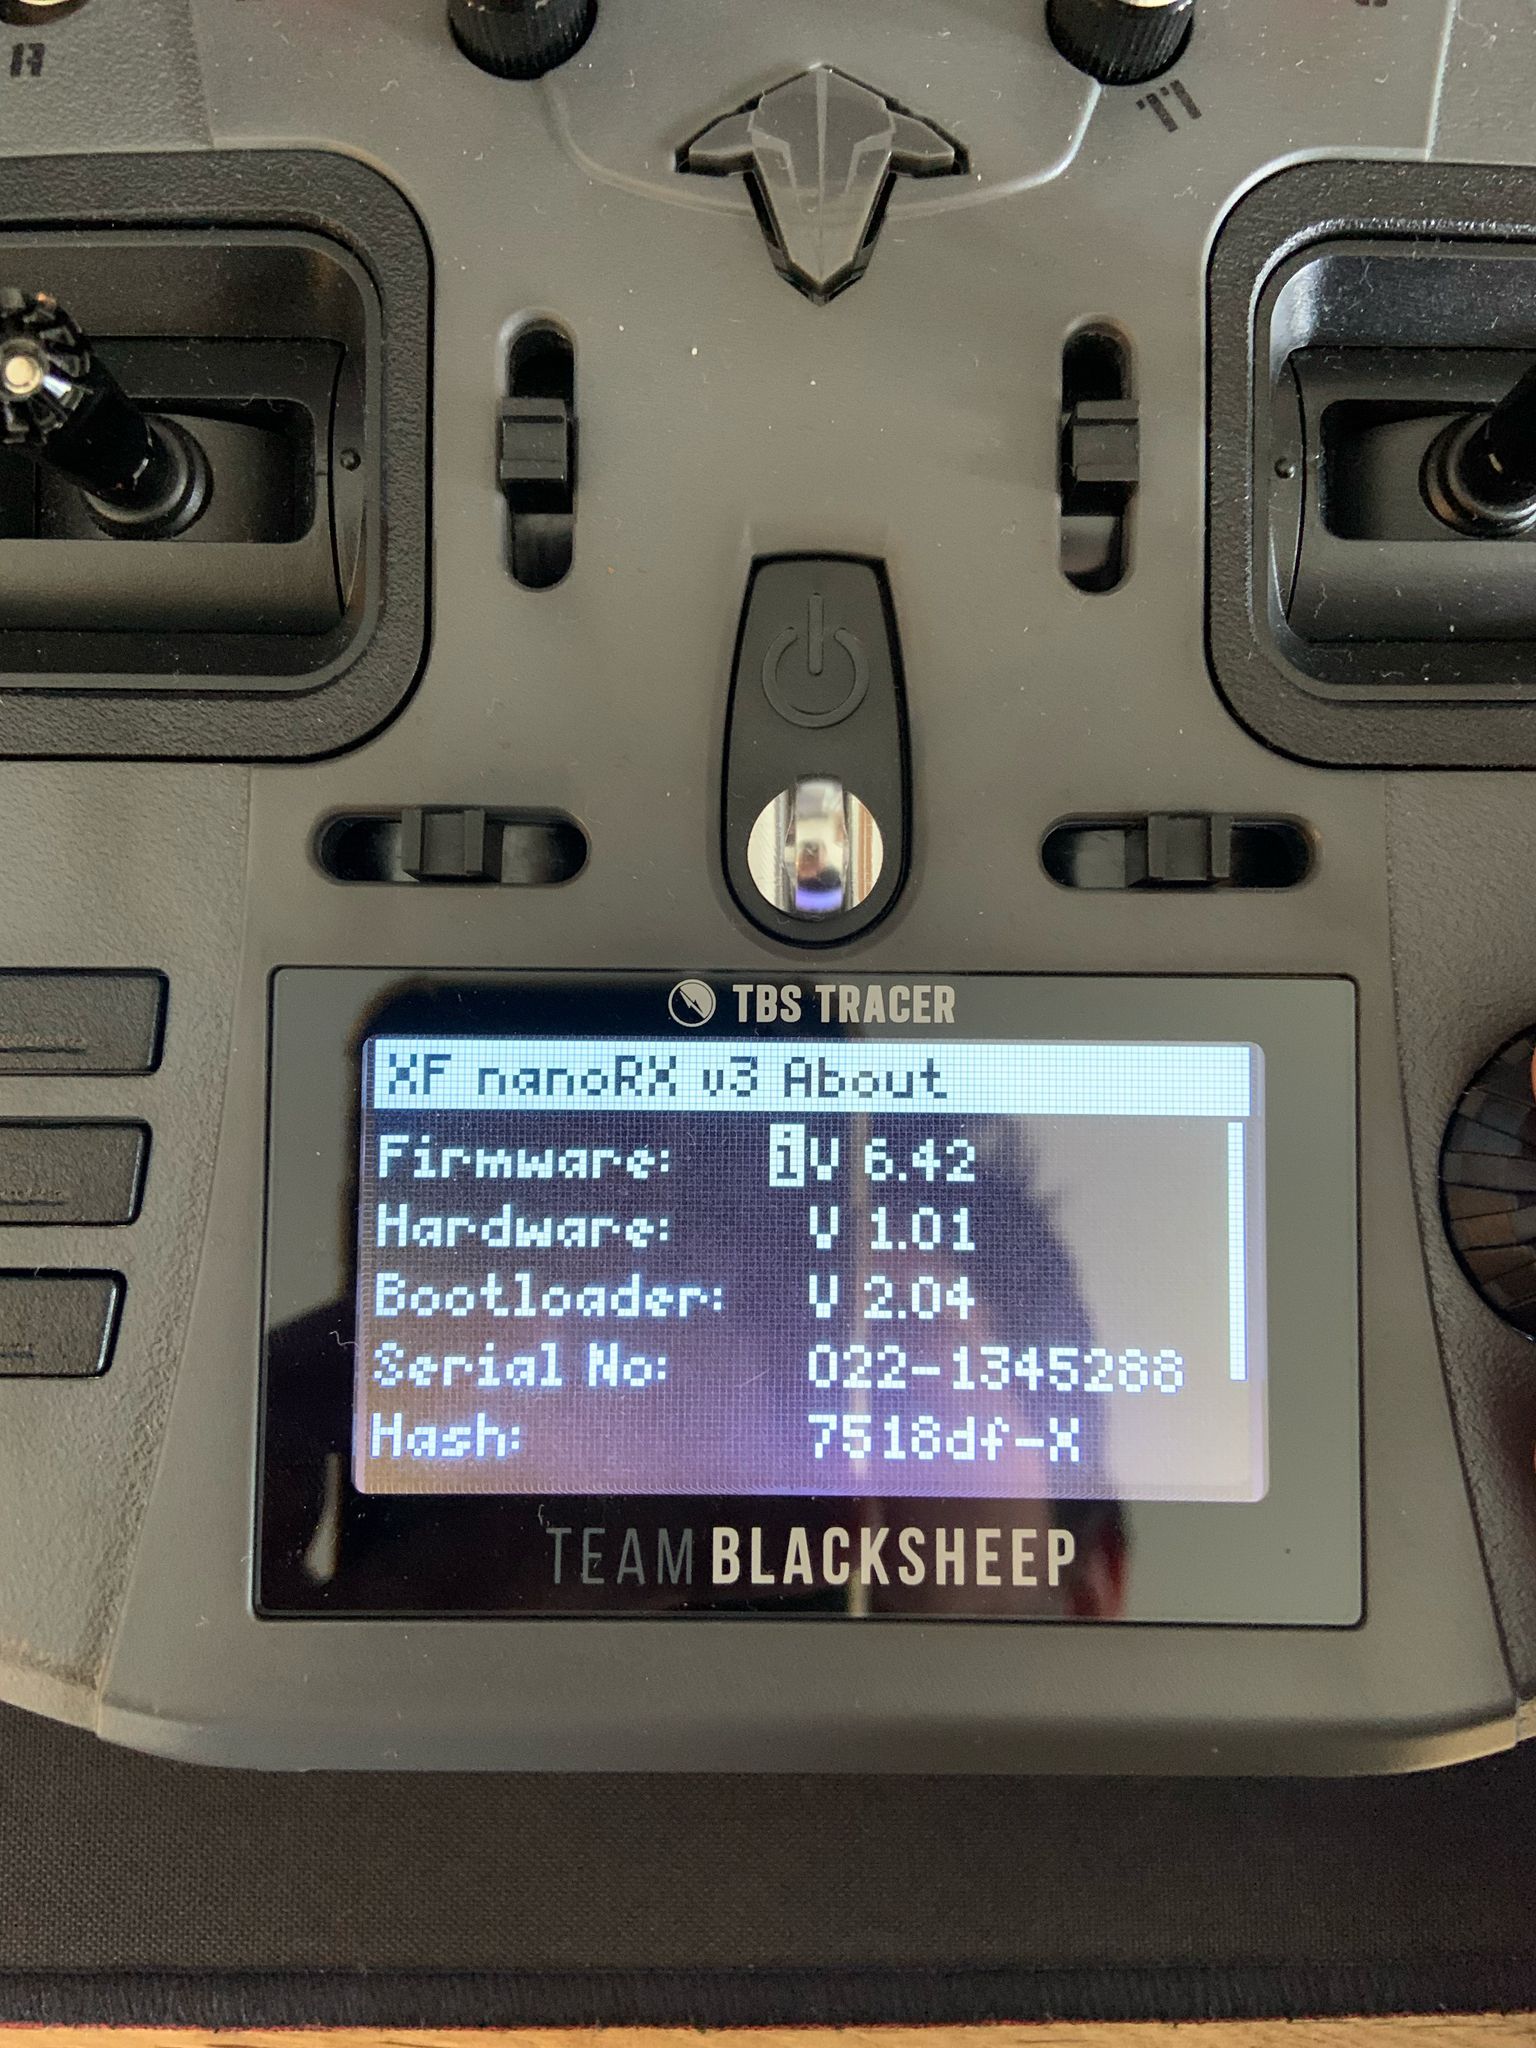 TBS TRACER
XF nanoRX v3 About
Firmware: i V 6.42
Hardware: V 1.01
Bootloader: V 2.04
Serial No: 022-1345288
Hash: 7518df-X
TEAM BLACKSHEEP